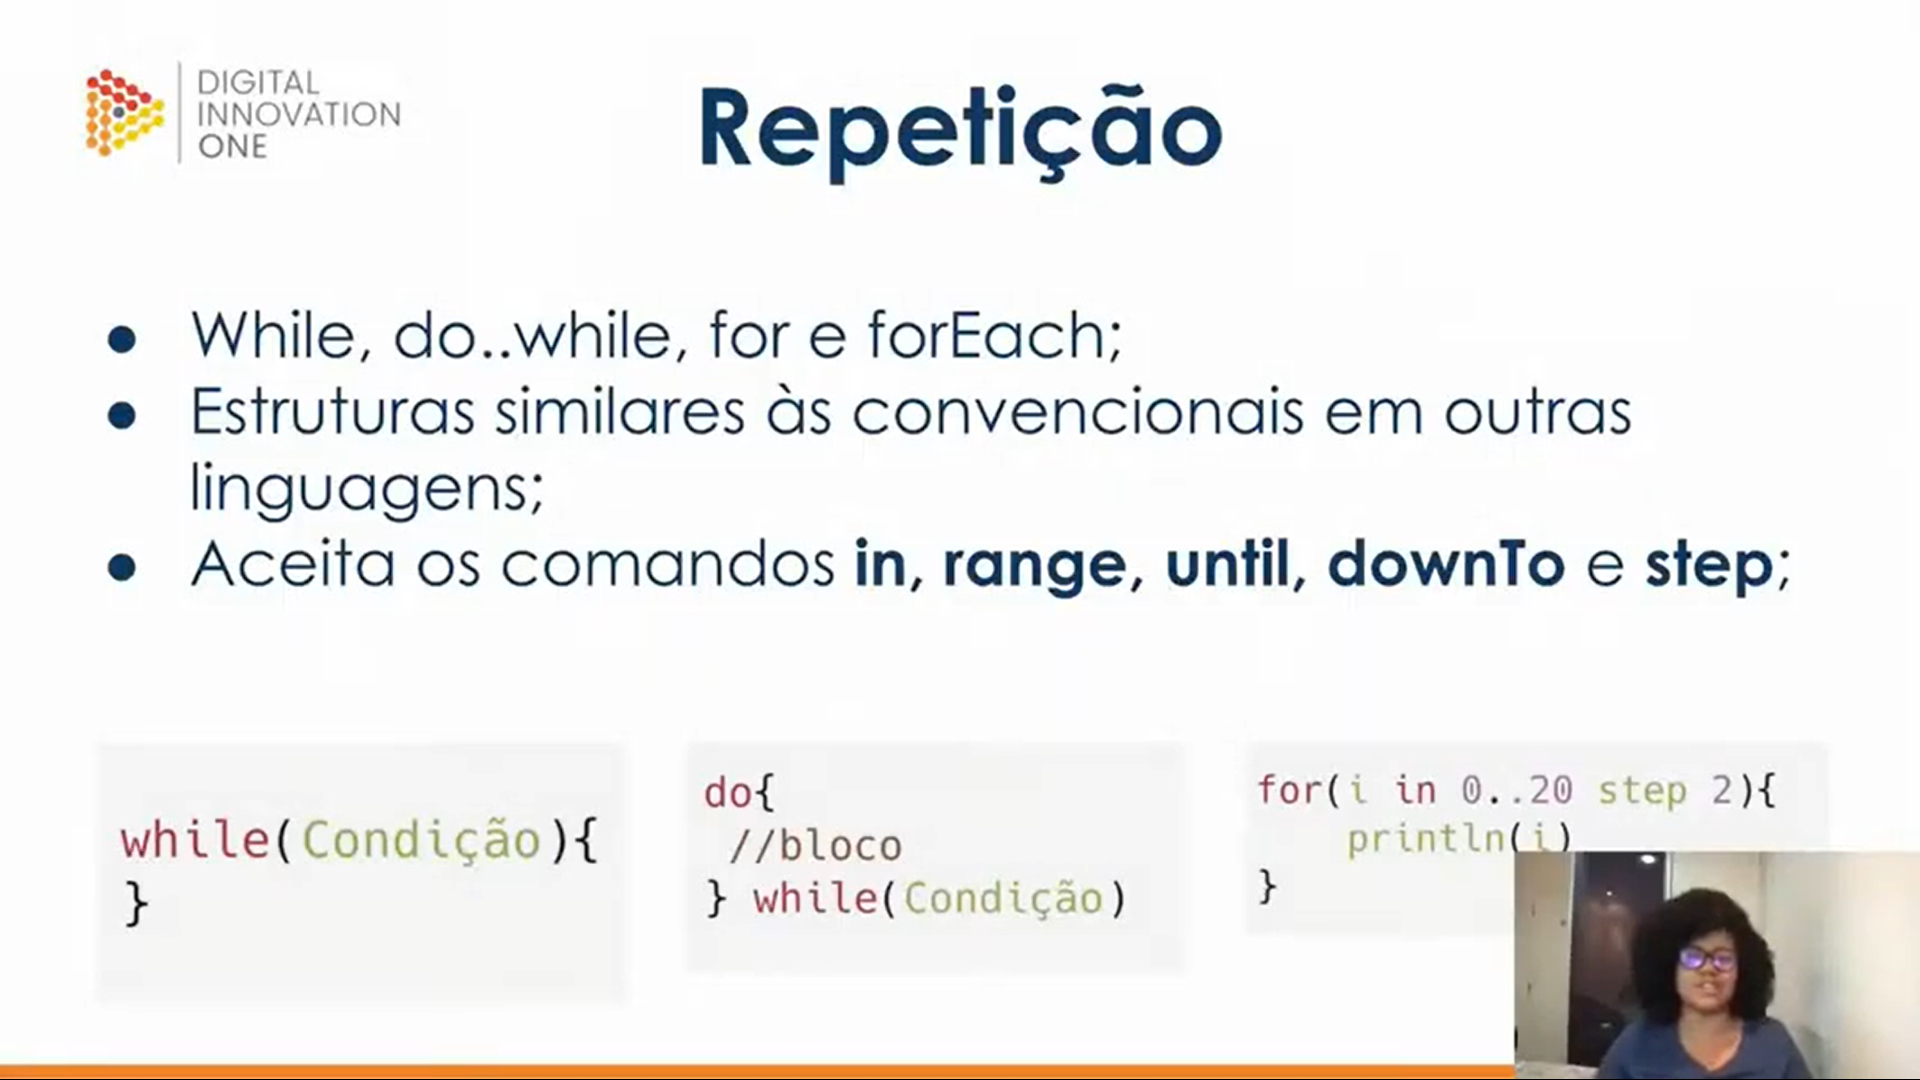 DIGITAL
INNOVATION
ONE
Repetição
● While, do..while, for e forEach;
● Estruturas similares às convencionais em outras
linguagens;
● Aceita os comandos in, range, until, downTo e step;
while(Condição){
}
do{
//bloco
} while(Condição)
for(i in 0..20 step 2){
println(i)
}